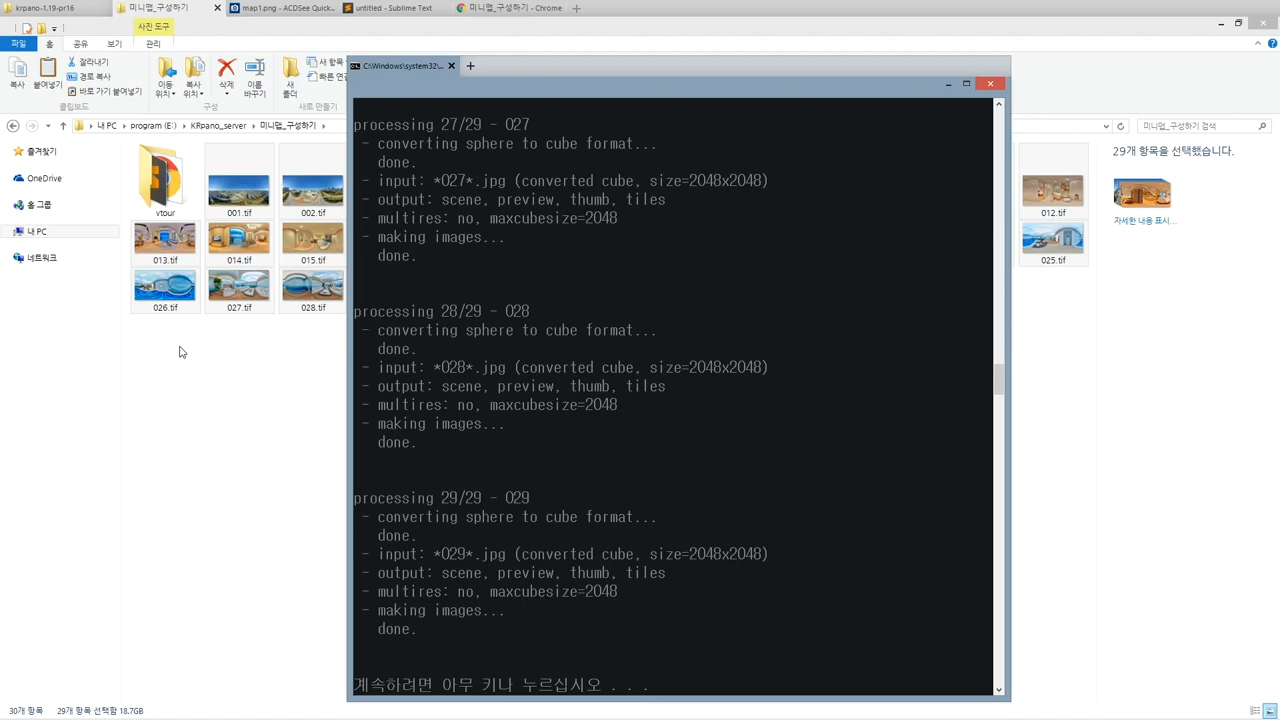 krpano-1.19-pr16
미니맵_구성하기
map1.png - ACDSee Quick...
untitled - Sublime Text
미니맵_구성하기 - Chrome
사진 도구
파일
홈
공유
보기
관리
복사
붙여넣기
잘라내기
경로 복사
바로 가기 붙여넣기
클립보드
이동
위치
복사
위치
삭제
이름
바꾸기
구성
새
폴더
새 항목
빠른 연결
새로 만들기
내 PC
program (E:)
KRpano_server
미니맵_구성하기
미니맵_구성하기 검색
즐겨찾기
OneDrive
홈 그룹
내 PC
네트워크
vtour
001.tif
002.tif
012.tif
013.tif
014.tif
015.tif
025.tif
026.tif
027.tif
028.tif
29개 항목을 선택했습니다.
자세한 내용 표시...
C:\Windows\system32\...
processing 27/29 - 027
- converting sphere to cube format...
done.
- input: *027*.jpg (converted cube, size=2048x2048)
- output: scene, preview, thumb, tiles
- multires: no, maxcubesize=2048
- making images...
done.
processing 28/29 - 028
- converting sphere to cube format...
done.
- input: *028*.jpg (converted cube, size=2048x2048)
- output: scene, preview, thumb, tiles
- multires: no, maxcubesize=2048
- making images...
done.
processing 29/29 - 029
- converting sphere to cube format...
done.
- input: *029*.jpg (converted cube, size=2048x2048)
- output: scene, preview, thumb, tiles
- multires: no, maxcubesize=2048
- making images...
done.
계속하려면 아무 키나 누르십시오 . . .
30개 항목
29개 항목 선택함 18.7GB